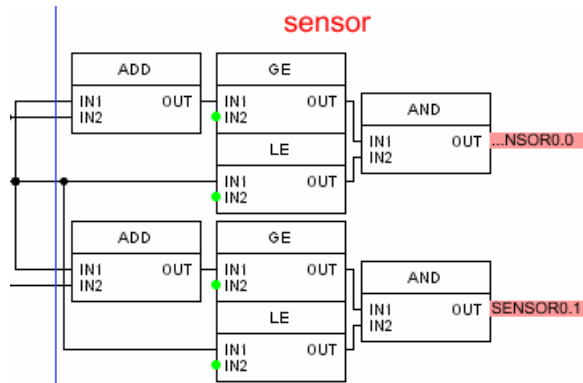 sensor
ADD
GE
IN1 OUT
IN2
IN1 OUT
IN2
AND
LE
IN1 OUT
IN2
...NSOR0.0
IN1 OUT
IN2
ADD
GE
IN1 OUT
IN2
IN1 OUT
IN2
AND
LE
IN1 OUT
IN2
SENSOR0.1
IN1 OUT
IN2